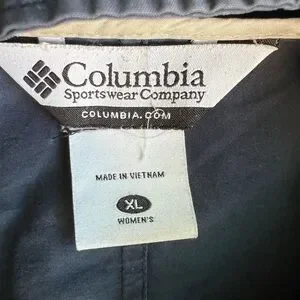 Columbia
Sportswear Company
COLUMBIA.COM
MADE IN VIETNAM
XL
WOMEN'S